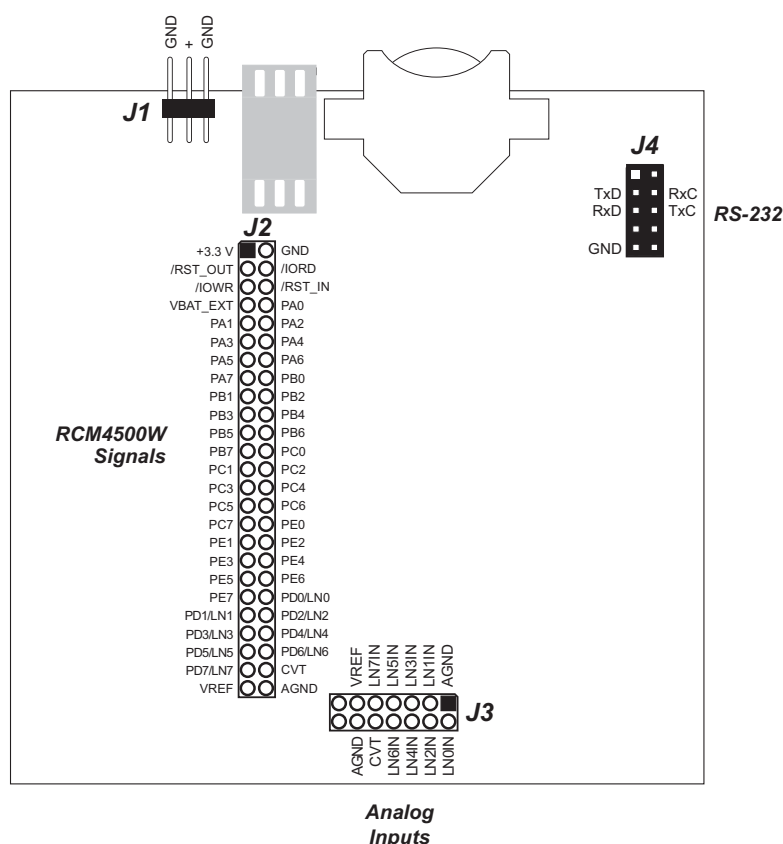 GND
+
GND
J1
J4
TxD RxC
RxD TxC
GND
RS-232
J2
+3.3 V GND
/RST_OUT /IORD
/IOWR /RST_IN
VBAT_EXT PA0
PA1 PA2
PA3 PA4
PA5 PA6
PA7 PB0
PB1 PB2
PB3 PB4
PB5 PB6
PB7 PC0
PC1 PC2
PC3 PC4
PC5 PC6
PC7 PE0
PE1 PE2
PE3 PE4
PE5 PE6
PE7 PD0/LN0
PD1/LN1 PD2/LN2
PD3/LN3 PD4/LN4
PD5/LN5 PD6/LN6
PD7/LN7 CVT
VREF AGND
RCM4500W
Signals
VREF
LN7IN
LN5IN
LN3IN
LN1IN
AGND
J3
AGND
CVT
LN6IN
LN4IN
LN2IN
LN0IN
Analog
Inputs